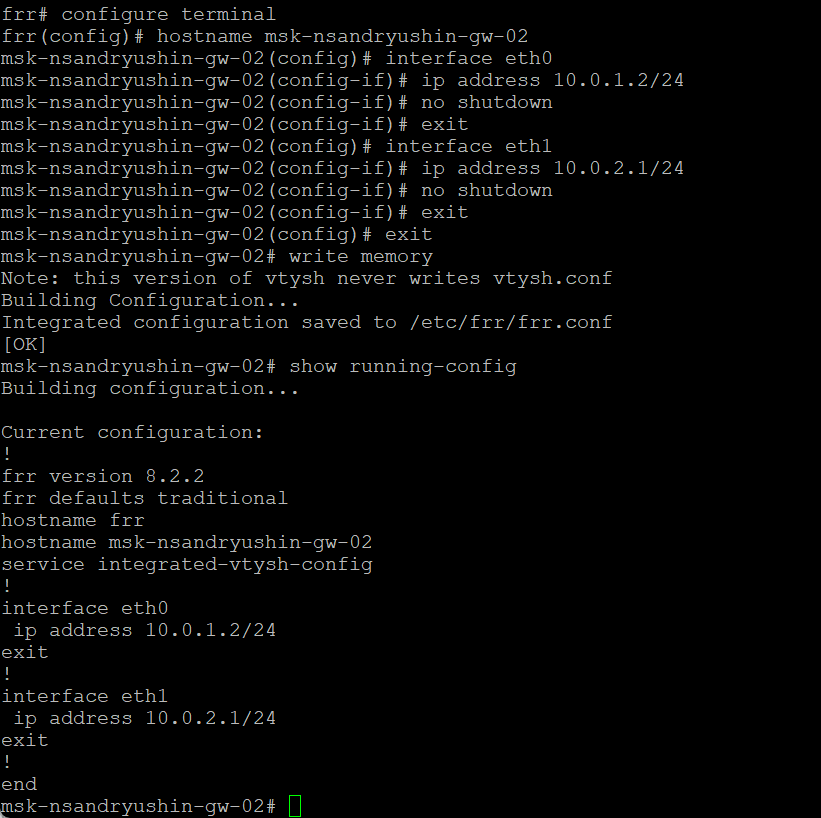 frr# configure terminal
frr(config)# hostname msk-nsandryushin-gw-02
msk-nsandryushin-gw-02(config)# interface eth0
msk-nsandryushin-gw-02(config-if)# ip address 10.0.1.2/24
msk-nsandryushin-gw-02(config-if)# no shutdown
msk-nsandryushin-gw-02(config-if)# exit
msk-nsandryushin-gw-02(config)# interface eth1
msk-nsandryushin-gw-02(config-if)# ip address 10.0.2.1/24
msk-nsandryushin-gw-02(config-if)# no shutdown
msk-nsandryushin-gw-02(config-if)# exit
msk-nsandryushin-gw-02(config)# exit
msk-nsandryushin-gw-02# write memory
Note: this version of vtysh never writes vtysh.conf
Building Configuration...
Integrated configuration saved to /etc/frr/frr.conf
[OK]
msk-nsandryushin-gw-02# show running-config
Building configuration...

Current configuration:
!
frr version 8.2.2
frr defaults traditional
hostname frr
hostname msk-nsandryushin-gw-02
service integrated-vtysh-config
!
interface eth0
 ip address 10.0.1.2/24
exit
!
interface eth1
 ip address 10.0.2.1/24
exit
!
end
msk-nsandryushin-gw-02#